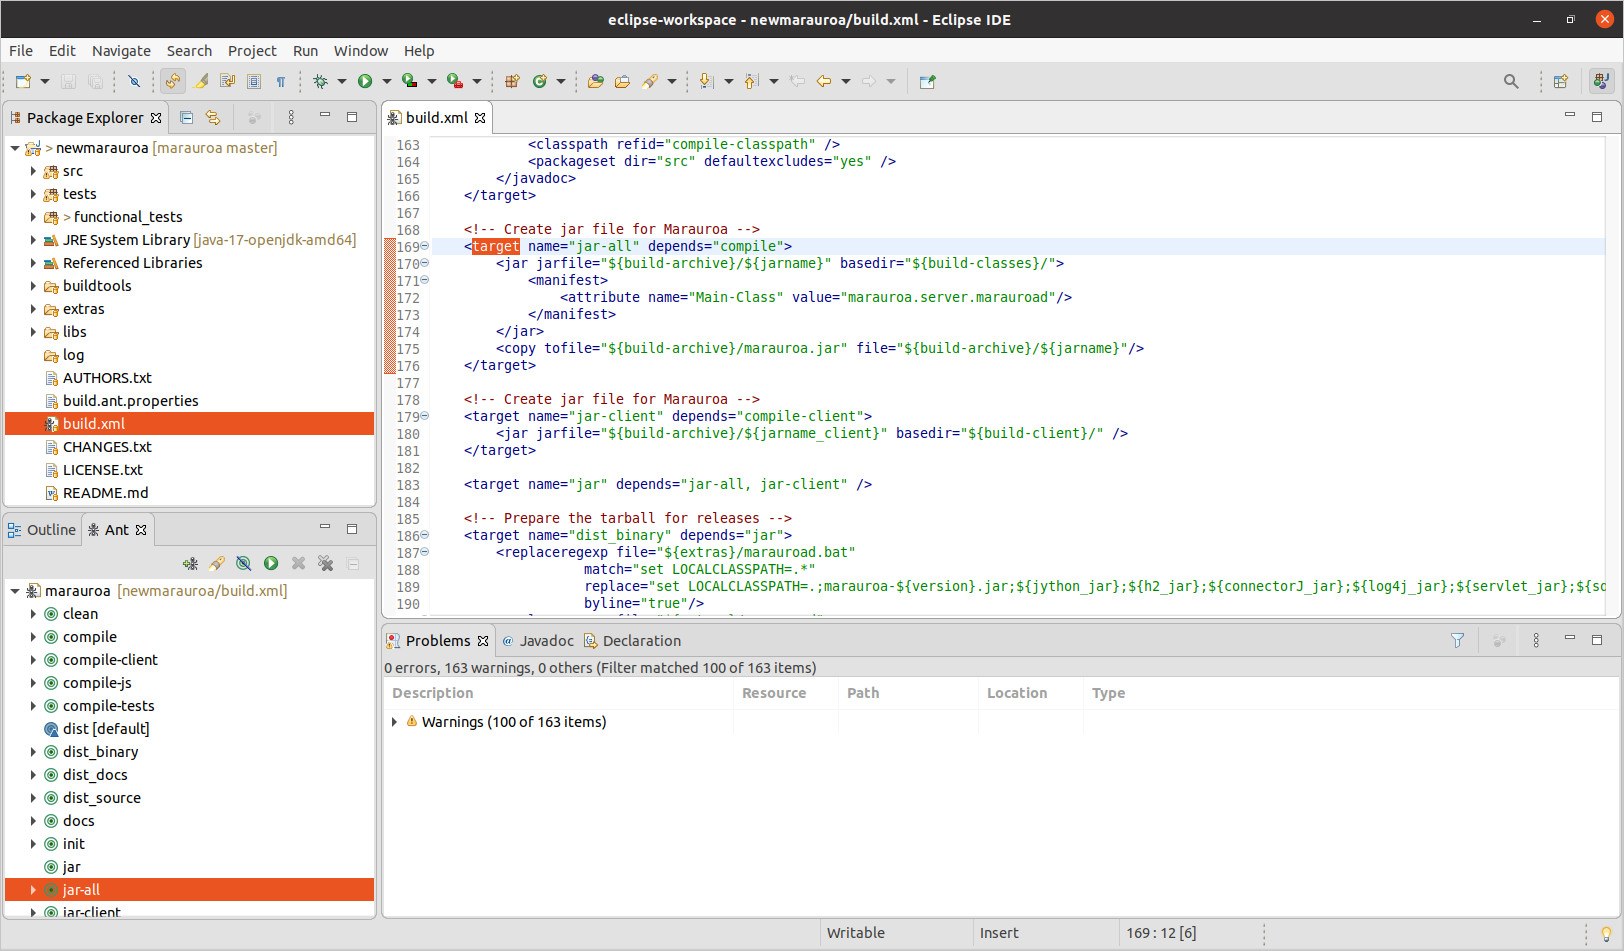 eclipse-workspace - newmarauroa/build.xml - Eclipse IDE
File Edit Navigate Search Project Run Window Help
Package Explorer
> newmarauroa [marauroa master]
src
tests
> functional_tests
JRE System Library [java-17-openjdk-amd64]
Referenced Libraries
buildtools
extras
libs
log
AUTHORS.txt
build.ant.properties
build.xml
CHANGES.txt
LICENSE.txt
README.md
Outline Ant
marauroa [newmarauroa/build.xml]
clean
compile
compile-client
compile-js
compile-tests
dist [default]
dist_binary
dist_docs
dist_source
docs
init
jar
jar-all
jar-client
build.xml
163 <classpath refid="compile-classpath" />
164 <packageset dir="src" defaultexcludes="yes" />
165 </javadoc>
166 </target>
167
168 <!-- Create jar file for Marauroa -->
169 <target name="jar-all" depends="compile">
170 <jar jarfile="${build-archive}/${jarname}" basedir="${build-classes}/">
171 <manifest>
172 <attribute name="Main-Class" value="marauroa.server.marauroad"/>
173 </manifest>
174 </jar>
175 <copy tofile="${build-archive}/marauroa.jar" file="${build-archive}/${jarname}"/>
176 </target>
177
178 <!-- Create jar file for Marauroa -->
179 <target name="jar-client" depends="compile-client">
180 <jar jarfile="${build-archive}/${jarname_client}" basedir="${build-client}/" />
181 </target>
182
183 <target name="jar" depends="jar-all, jar-client" />
184
185 <!-- Prepare the tarball for releases -->
186 <target name="dist_binary" depends="jar">
187 <replaceregexp file="${extras}/marauroad.bat"
188 match="set LOCALCLASSPATH=.*"
189 replace="set LOCALCLASSPATH=.;marauroa-${version}.jar;${jython_jar};${h2_jar};${connectorJ_jar};${log4j_jar};${servlet_jar};${so
190 byline="true"/>
Problems @ Javadoc Declaration
0 errors, 163 warnings, 0 others (Filter matched 100 of 163 items)
Description Resource Path Location Type
Warnings (100 of 163 items)
Writable Insert 169 : 12 [6]